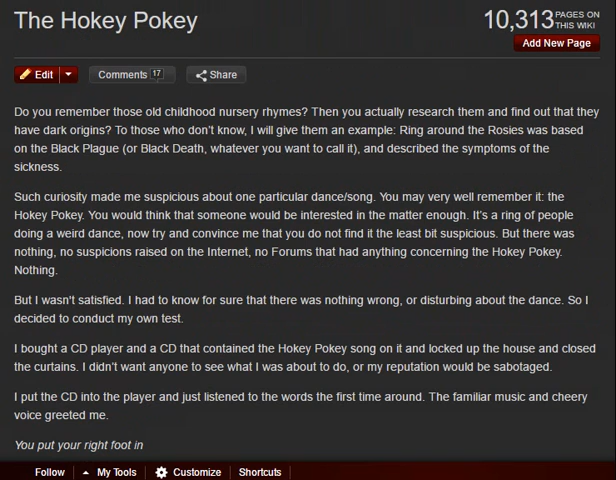 The Hokey Pokey
10,313 PAGES ON THIS WIKI
Add New Page
Edit
Comments 17
Share
Do you remember those old childhood nursery rhymes? Then you actually research them and find out that they
have dark origins? To those who don't know, I will give them an example: Ring around the Rosies was based
on the Black Plague (or Black Death, whatever you want to call it), and described the symptoms of the
sickness.
Such curiosity made me suspicious about one particular dance/song. You may very well remember it: the
Hokey Pokey. You would think that someone would be interested in the matter enough. It's a ring of people
doing a weird dance, now try and convince me that you do not find it the least bit suspicious. But there was
nothing, no suspicions raised on the Internet, no Forums that had anything concerning the Hokey Pokey.
Nothing.
But I wasn't satisfied. I had to know for sure that there was nothing wrong, or disturbing about the dance. So I
decided to conduct my own test.
I bought a CD player and a CD that contained the Hokey Pokey song on it and locked up the house and closed
the curtains. I didn't want anyone to see what I was about to do, or my reputation would be sabotaged.
I put the CD into the player and just listened to the words the first time around. The familiar music and cheery
voice greeted me.
You put your right foot in
Follow
My Tools
Customize
Shortcuts